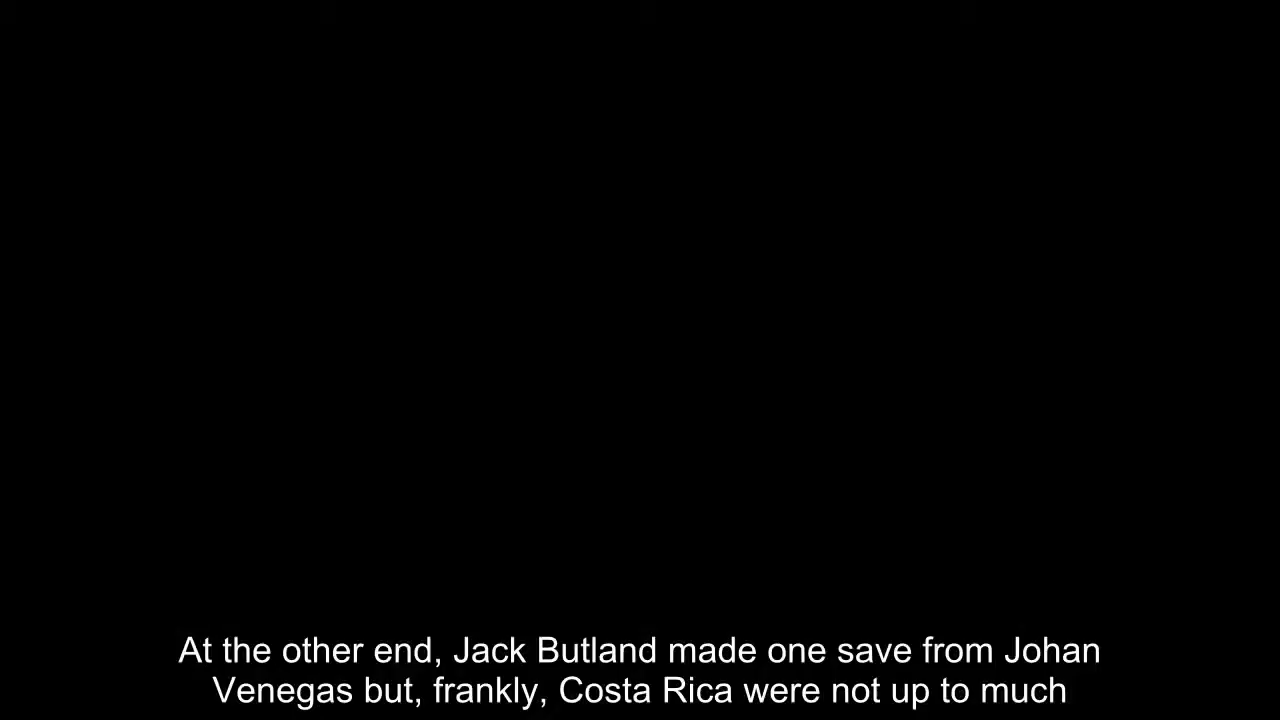 At the other end, Jack Butland made one save from Johan
Venegas but, frankly, Costa Rica were not up to much